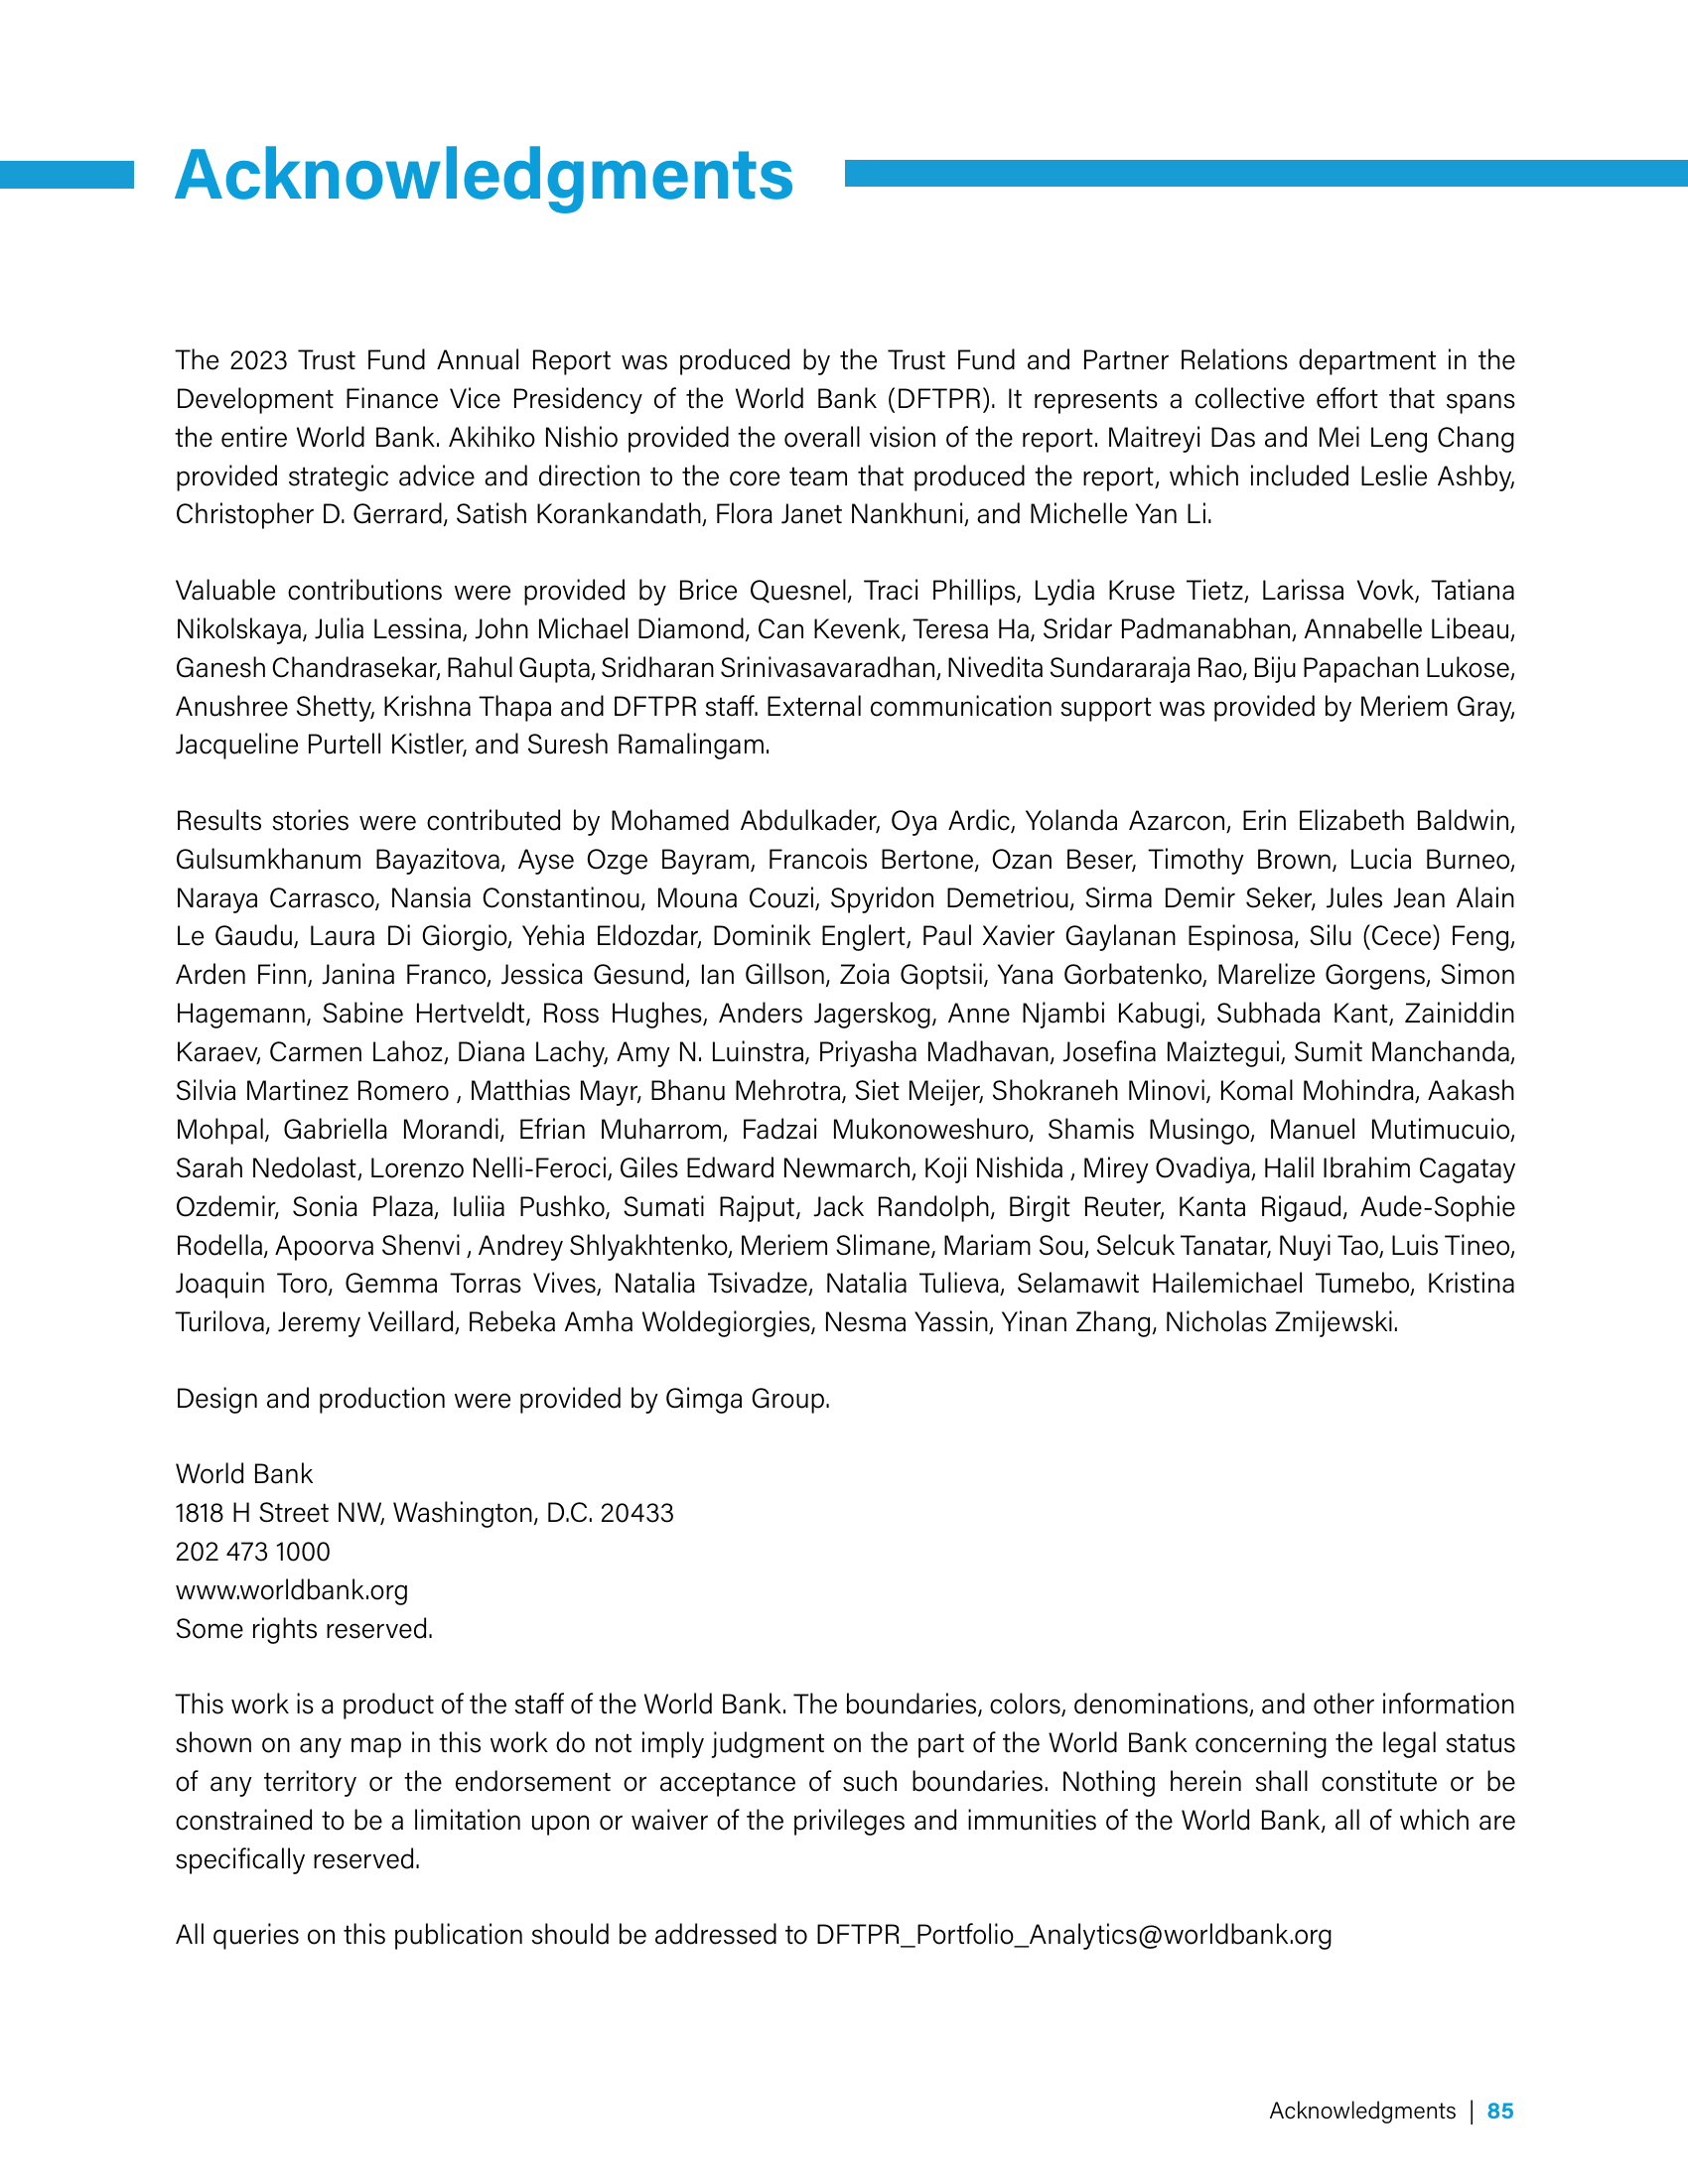 Acknowledgments
The 2023 Trust Fund Annual Report was produced by the Trust Fund and Partner Relations department in the
Development Finance Vice Presidency of the World Bank (DFTPR). It represents a collective effort that spans
the entire World Bank. Akihiko Nishio provided the overall vision of the report. Maitreyi Das and Mei Leng Chang
provided strategic advice and direction to the core team that produced the report, which included Leslie Ashby,
Christopher D. Gerrard, Satish Korankandath, Flora Janet Nankhuni, and Michelle Yan Li.
Valuable contributions were provided by Brice Quesnel, Traci Phillips, Lydia Kruse Tietz, Larissa Vovk, Tatiana
Nikolskaya, Julia Lessina, John Michael Diamond, Can Kevenk, Teresa Ha, Sridar Padmanabhan, Annabelle Libeau,
Ganesh Chandrasekar, Rahul Gupta, Sridharan Srinivasavaradhan, Nivedita Sundararaja Rao, Biju Papachan Lukose,
Anushree Shetty, Krishna Thapa and DFTPR staff. External communication support was provided by Meriem Gray,
Jacqueline Purtell Kistler, and Suresh Ramalingam.
Results stories were contributed by Mohamed Abdulkader, Oya Ardic, Yolanda Azarcon, Erin Elizabeth Baldwin,
Gulsumkhanum Bayazitova, Ayse Ozge Bayram, Francois Bertone, Ozan Beser, Timothy Brown, Lucia Burneo,
Naraya Carrasco, Nansia Constantinou, Mouna Couzi, Spyridon Demetriou, Sirma Demir Seker, Jules Jean Alain
Le Gaudu, Laura Di Giorgio, Yehia Eldozdar, Dominik Englert, Paul Xavier Gaylanan Espinosa, Silu (Cece) Feng,
Arden Finn, Janina Franco, Jessica Gesund, Ian Gillson, Zoia Goptsii, Yana Gorbatenko, Marelize Gorgens, Simon
Hagemann, Sabine Hertveldt, Ross Hughes, Anders Jagerskog, Anne Njambi Kabugi, Subhada Kant, Zainiddin
Karaev, Carmen Lahoz, Diana Lachy, Amy N. Luinstra, Priyasha Madhavan, Josefina Maiztegui, Sumit Manchanda,
Silvia Martinez Romero , Matthias Mayr, Bhanu Mehrotra, Siet Meijer, Shokraneh Minovi, Komal Mohindra, Aakash
Mohpal, Gabriella Morandi, Efrian Muharrom, Fadzai Mukonoweshuro, Shamis Musingo, Manuel Mutimucuio,
Sarah Nedolast, Lorenzo Nelli-Feroci, Giles Edward Newmarch, Koji Nishida , Mirey Ovadiya, Halil Ibrahim Cagatay
Ozdemir, Sonia Plaza, Iuliia Pushko, Sumati Rajput, Jack Randolph, Birgit Reuter, Kanta Rigaud, Aude-Sophie
Rodella, Apoorva Shenvi , Andrey Shlyakhtenko, Meriem Slimane, Mariam Sou, Selcuk Tanatar, Nuyi Tao, Luis Tineo,
Joaquin Toro, Gemma Torras Vives, Natalia Tsivadze, Natalia Tulieva, Selamawit Hailemichael Tumebo, Kristina
Turilova, Jeremy Veillard, Rebeka Amha Woldegiorgies, Nesma Yassin, Yinan Zhang, Nicholas Zmijewski.
Design and production were provided by Gimga Group.
World Bank
1818 H Street NW, Washington, D.C. 20433
202 473 1000
www.worldbank.org
Some rights reserved.
This work is a product of the staff of the World Bank. The boundaries, colors, denominations, and other information
shown on any map in this work do not imply judgment on the part of the World Bank concerning the legal status
of any territory or the endorsement or acceptance of such boundaries. Nothing herein shall constitute or be
constrained to be a limitation upon or waiver of the privileges and immunities of the World Bank, all of which are
specifically reserved.
All queries on this publication should be addressed to DFTPR_Portfolio_Analytics@worldbank.org
Acknowledgments | 85